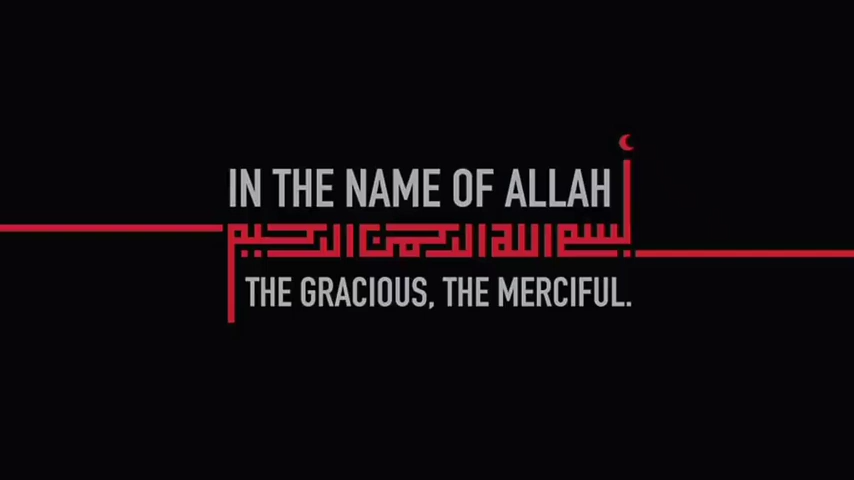 IN THE NAME OF ALLAH
بسم الله الرحمن الرحيم
THE GRACIOUS, THE MERCIFUL.